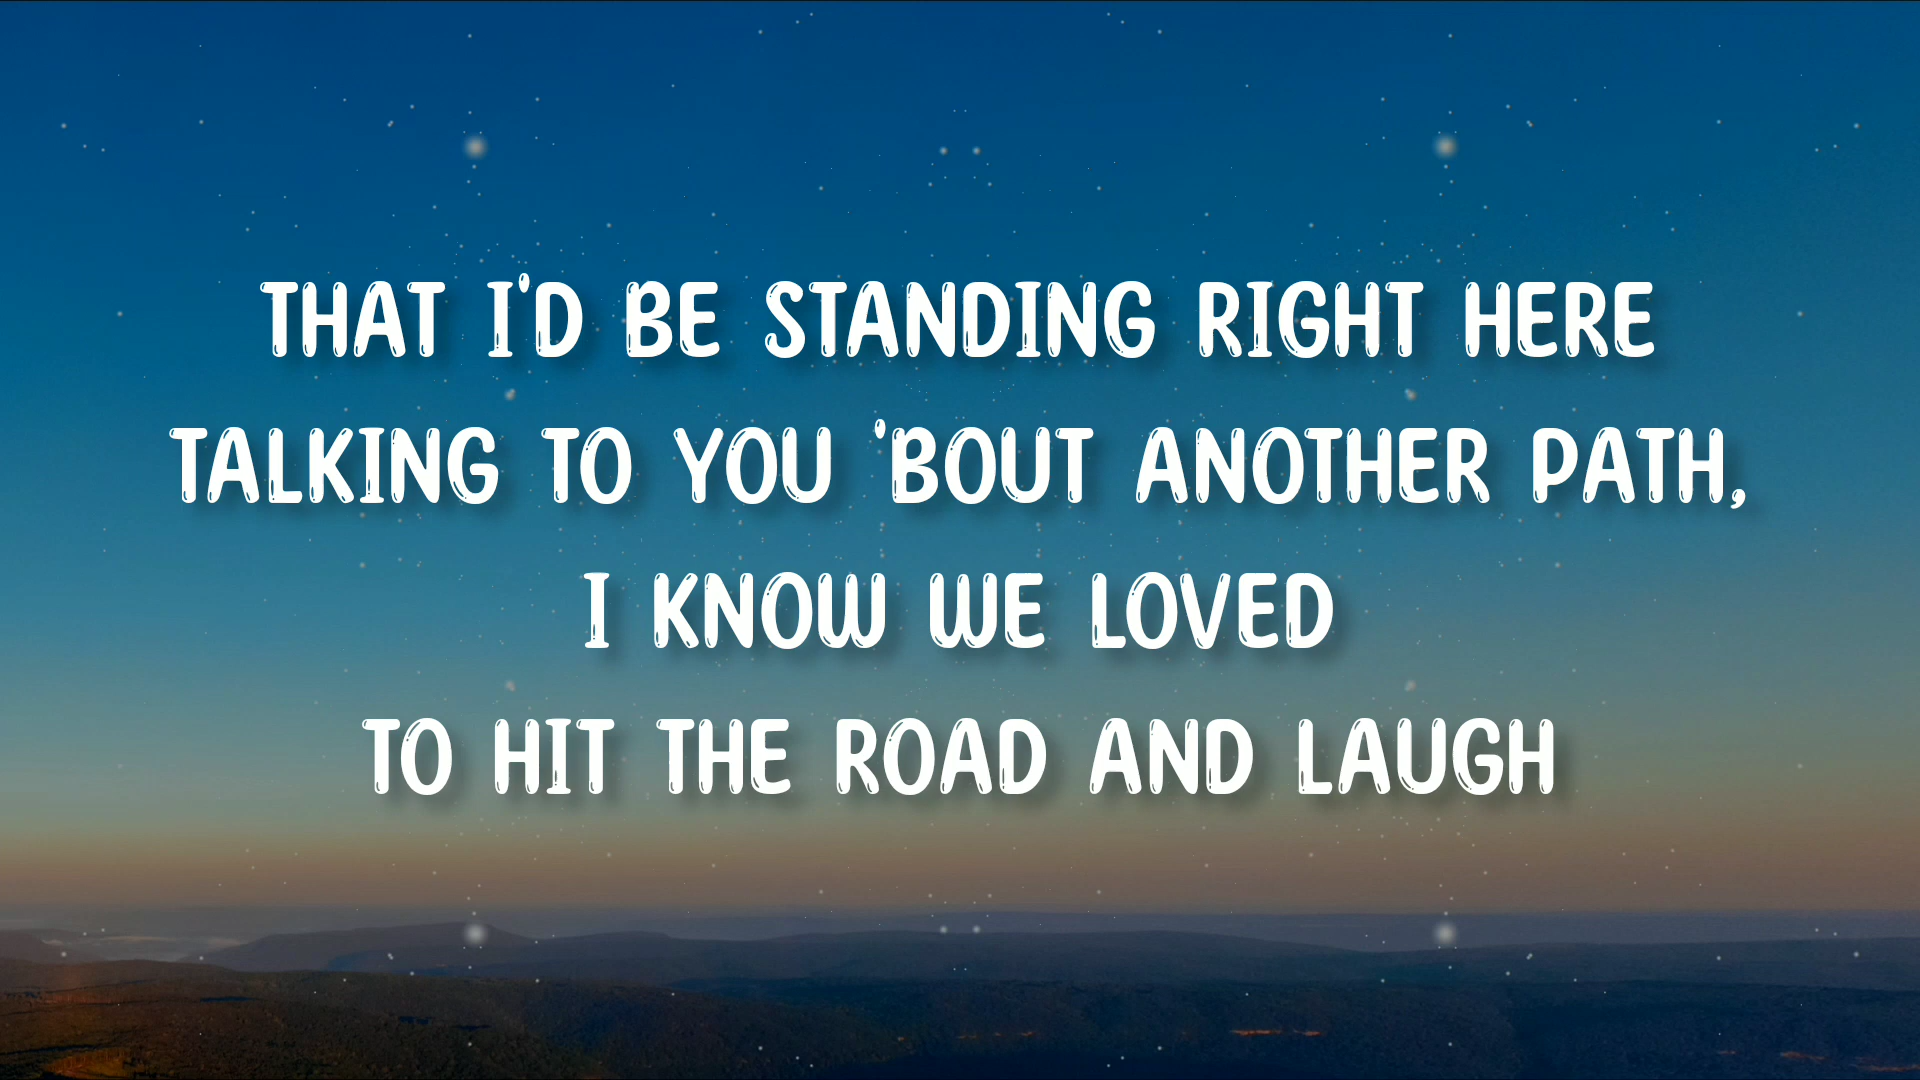 THAT I'D BE STANDING RIGHT HERE
TALKING TO YOU 'BOUT ANOTHER PATH,
I KNOW WE LOVED
TO HIT THE ROAD AND LAUGH